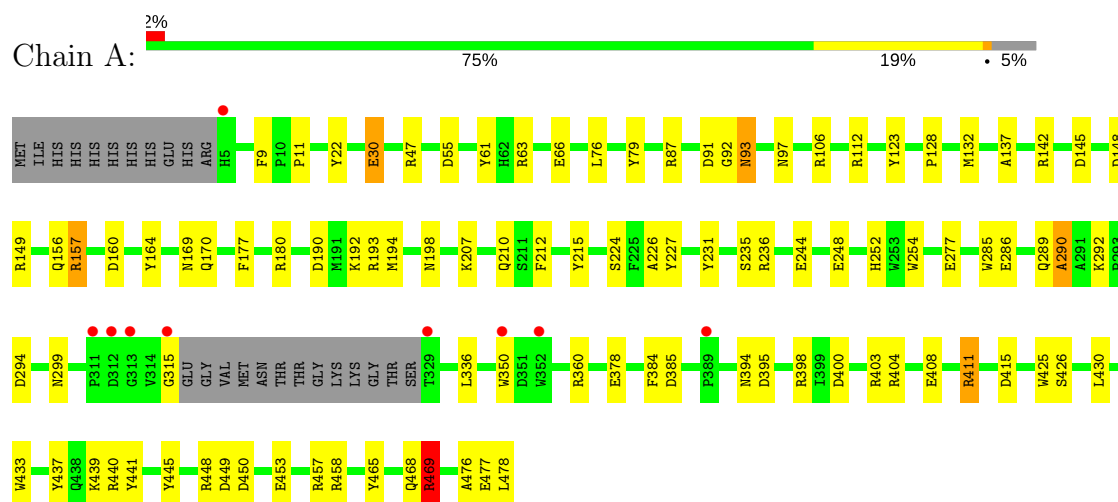 2%
Chain A:
75% 19% • 5%
MET ILE HIS HIS HIS HIS HIS HIS GLU HIS ARG H5 F9 P10 P11 Y22 E30 R47 D55 Y61 H62 R63 E66 L76 Y79 R87 D91 G92 N93 N97 R106 R112 Y123 P128 M132 A137 R142 D145 D148
R149 Q156 R157 D160 Y164 N169 Q170 F177 R180 D190 M191 K192 R193 M194 N198 K207 Q210 S211 F212 Y215 S224 F225 A226 Y227 Y231 S235 R236 E244 E248 H252 W253 W254 E277 W285 E286 Q289 A290 A291 K292 P293
D294 N299 P311 D312 G313 V314 G315 GLU GLY VAL MET ASN THR THR GLY LYS LYS GLY THR SER T329 L336 W350 D351 W352 R360 E378 F384 D385 P389 N394 D395 R398 I399 D400 R403 R404 E408 R411 D415 W425 S426 L430
W433 Y437 Q438 K439 R440 Y441 Y445 R448 D449 D450 E453 R457 R458 Y465 Q468 R469 A476 E477 L478